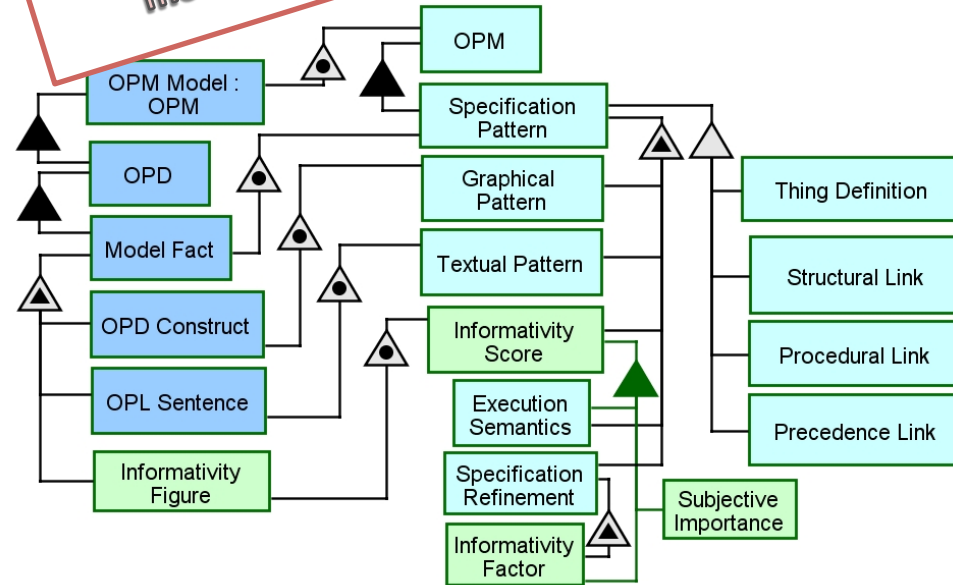 OPM
OPM Model :
OPM
Specification
Pattern
OPD
Graphical
Pattern
Thing Definition
Model Fact
Textual Pattern
Structural Link
OPD Construct
Informativity
Score
Procedural Link
OPL Sentence
Execution
Semantics
Precedence Link
Informativity
Figure
Specification
Refinement
Subjective
Importance
Informativity
Factor